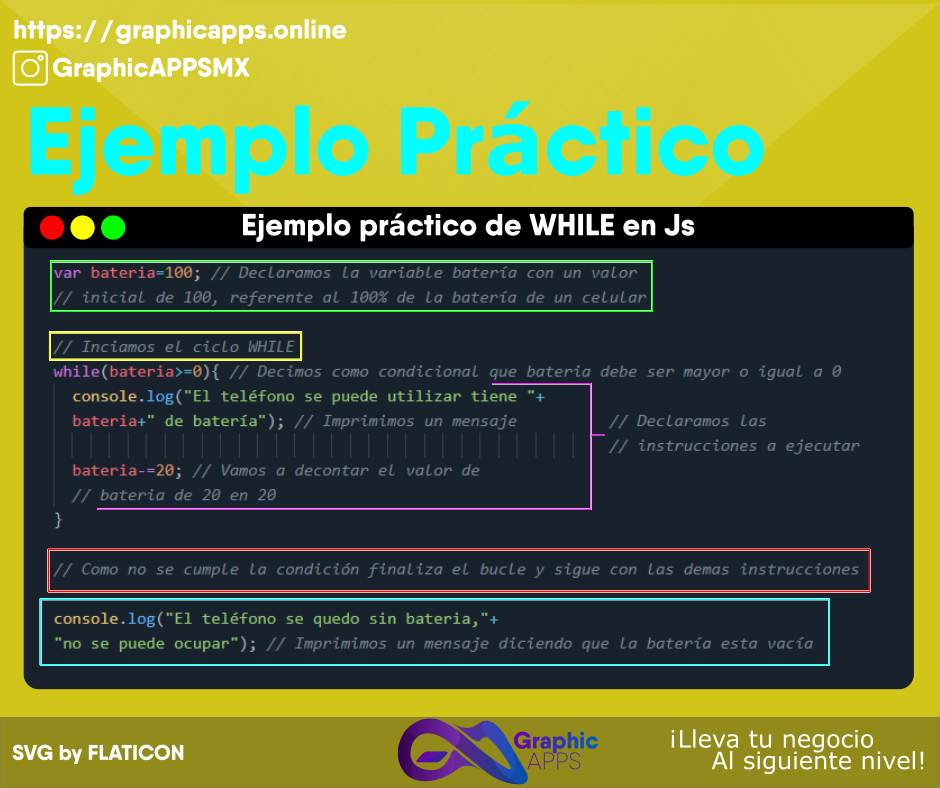 https://graphicapps.online
GraphicAPPSMX
Ejemplo Práctico
Ejemplo práctico de WHILE en Js
var bateria=100; // Declaramos la variable batería con un valor
// inicial de 100, referente al 100% de la batería de un celular
// Inciamos el ciclo WHILE
while(bateria>=0){ // Decimos como condicional que bateria debe ser mayor o igual a 0
console.log("El teléfono se puede utilizar tiene "+
bateria+" de batería"); // Imprimimos un mensaje
// Declaramos las
// instrucciones a ejecutar
bateria-=20; // Vamos a decontar el valor de
// bateria de 20 en 20
}
// Como no se cumple la condición finaliza el bucle y sigue con las demas instrucciones
console.log("El teléfono se quedo sin bateria,"+
"no se puede ocupar"); // Imprimimos un mensaje diciendo que la batería esta vacía
SVG by FLATICON
Graphic
APPS
¡Lleva tu negocio
Al siguiente nivel!